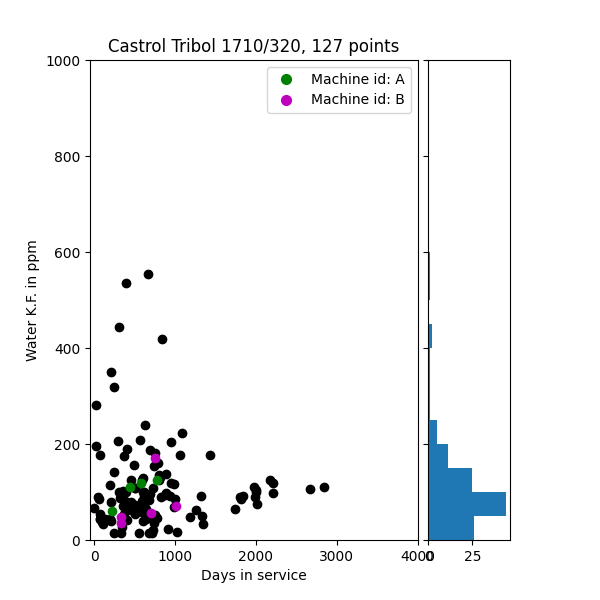 Castrol Tribol 1710/320, 127 points
Machine id: A
Machine id: B
Water K.F. in ppm
1000
800
600
400
200
0
0
1000
2000
3000
4000
0
25
Days in service